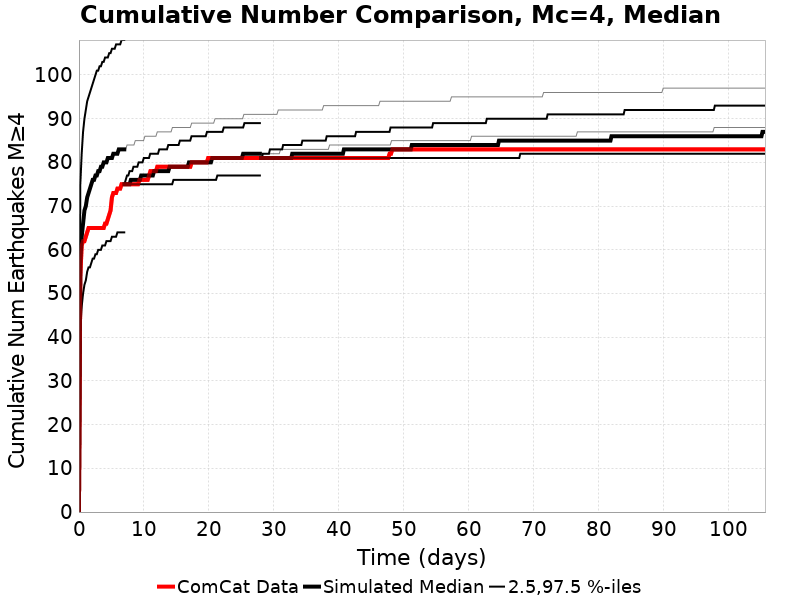 Cumulative Number Comparison, Mc=4, Median
Cumulative Num Earthquakes M≥4
100
90
80
70
60
50
40
30
20
10
0
0 10 20 30 40 50 60 70 80 90 100
Time (days)
ComCat Data Simulated Median 2.5,97.5 %-iles